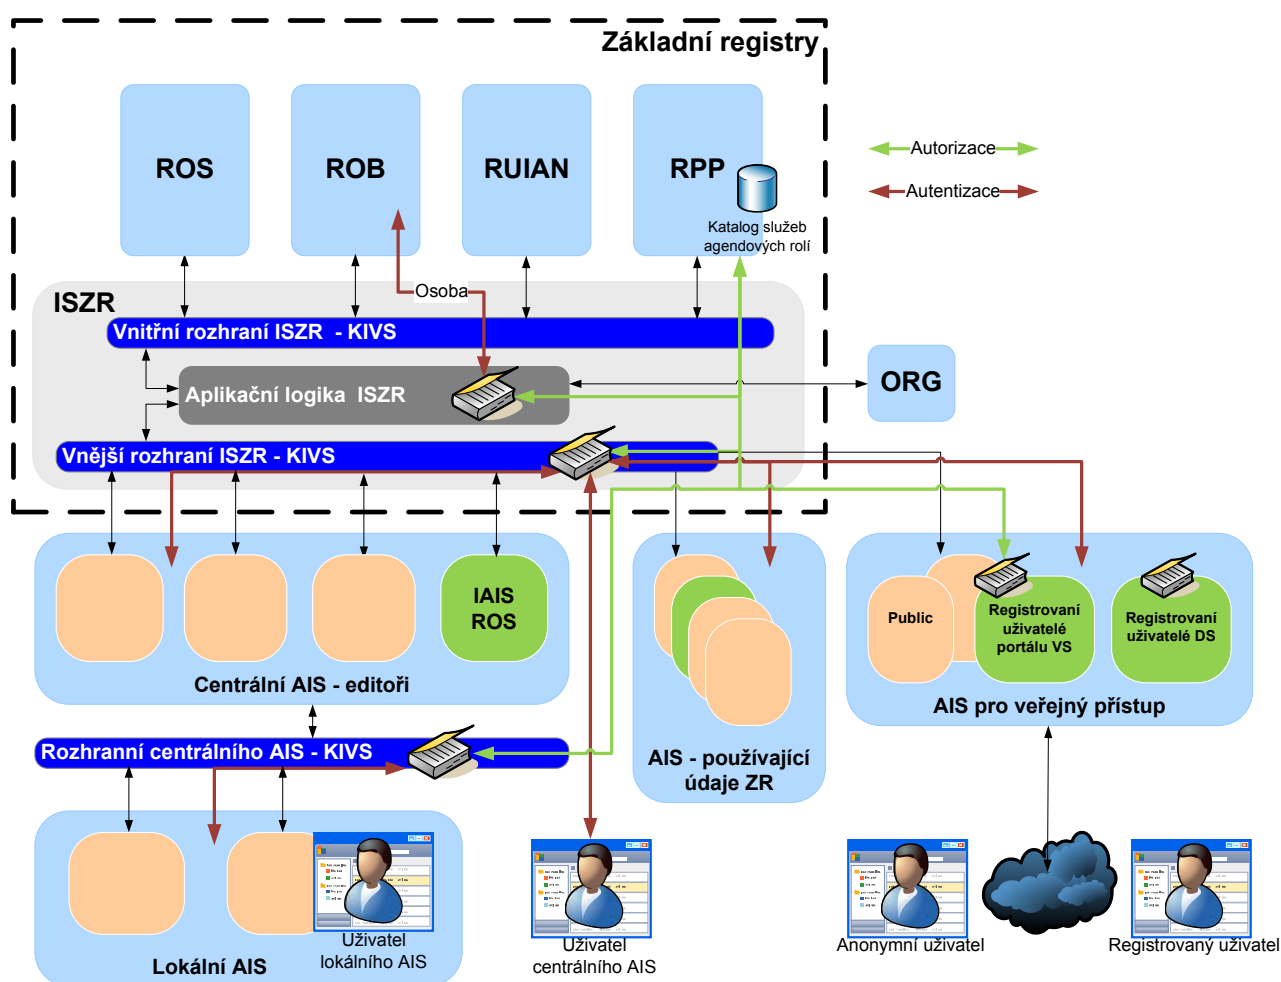 Základní registry
ROS
ROB
RUIAN
RPP
Katalog služeb
agendových rolí
Autorizace
Autentizace
Osoba
ISZR
Vnitřní rozhraní ISZR - KIVS
Aplikační logika ISZR
ORG
Vnější rozhraní ISZR - KIVS
IAIS
ROS
Centrální AIS - editoři
Public
Registrovaní
uživatelé
portálu VS
Registrovaní
uživatelé DS
AIS pro veřejný přístup
Rozhranní centrálního AIS - KIVS
AIS - používající
údaje ZR
Lokální AIS
Uživatel
lokálního AIS
Uživatel
centrálního AIS
Anonymní uživatel
Registrovaný uživatel